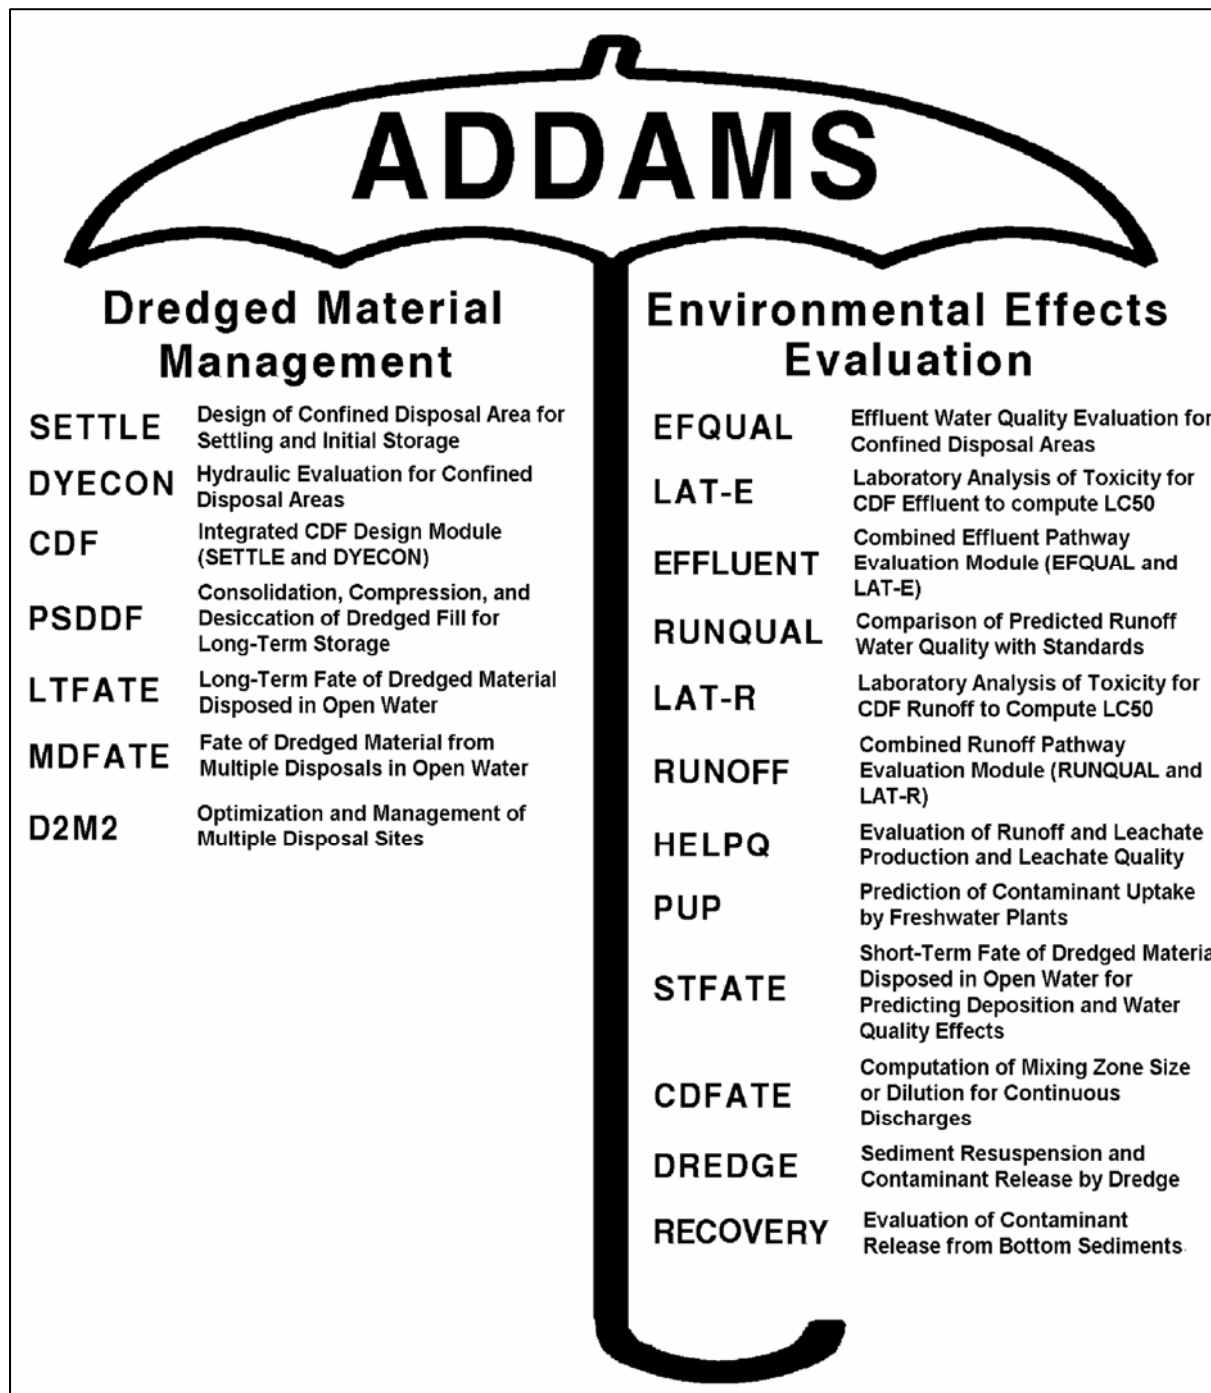 ADDAMS
Dredged Material
Management
SETTLE
Design of Confined Disposal Area for
Settling and Initial Storage
DYECON
Hydraulic Evaluation for Confined
Disposal Areas
CDF
Integrated CDF Design Module
(SETTLE and DYECON)
PSDDF
Consolidation, Compression, and
Desiccation of Dredged Fill for
Long-Term Storage
LTFATE
Long-Term Fate of Dredged Material
Disposed in Open Water
MDFATE
Fate of Dredged Material from
Multiple Disposals in Open Water
D2M2
Optimization and Management of
Multiple Disposal Sites
Environmental Effects
Evaluation
EFQUAL
Effluent Water Quality Evaluation for
Confined Disposal Areas
LAT-E
Laboratory Analysis of Toxicity for
CDF Effluent to compute LC50
EFFLUENT
Combined Effluent Pathway
Evaluation Module (EFQUAL and
LAT-E)
RUNQUAL
Comparison of Predicted Runoff
Water Quality with Standards
LAT-R
Laboratory Analysis of Toxicity for
CDF Runoff to Compute LC50
RUNOFF
Combined Runoff Pathway
Evaluation Module (RUNQUAL and
LAT-R)
HELPQ
Evaluation of Runoff and Leachate
Production and Leachate Quality
PUP
Prediction of Contaminant Uptake
by Freshwater Plants
STFATE
Short-Term Fate of Dredged Materia
Disposed in Open Water for
Predicting Deposition and Water
Quality Effects
CDFATE
Computation of Mixing Zone Size
or Dilution for Continuous
Discharges
DREDGE
Sediment Resuspension and
Contaminant Release by Dredge
RECOVERY
Evaluation of Contaminant
Release from Bottom Sediments